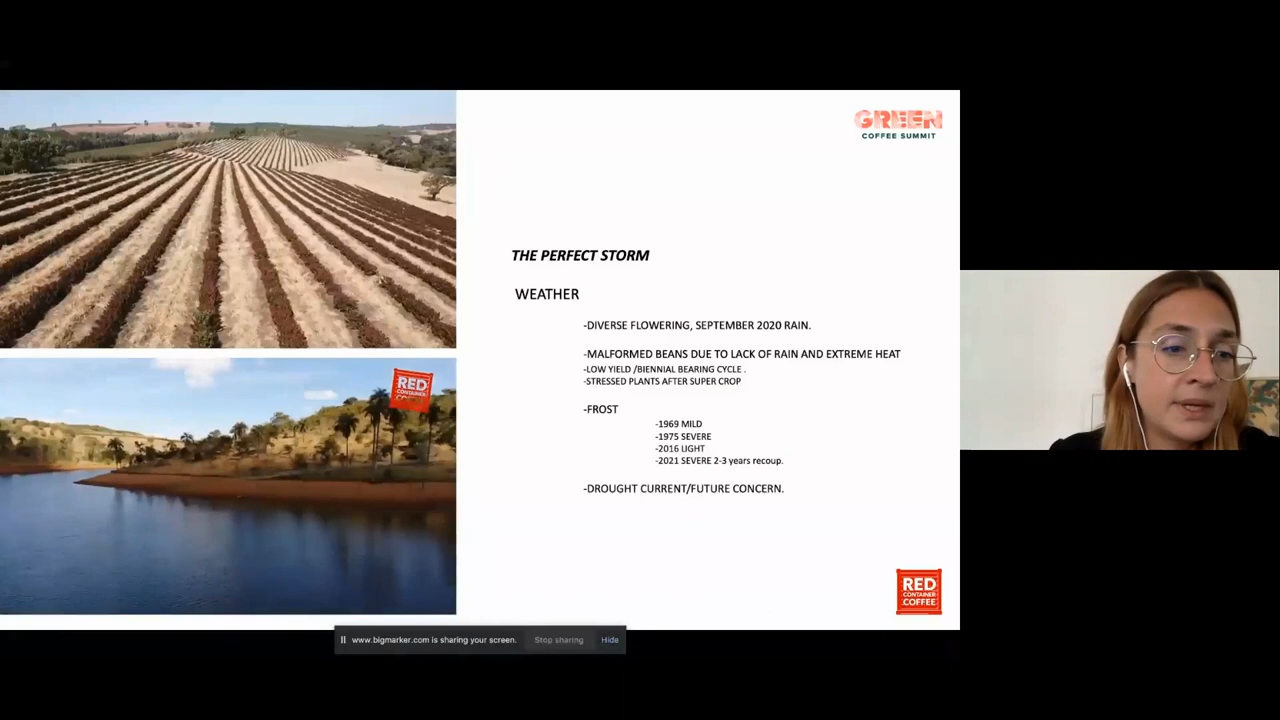 GREEN
COFFEE SUMMIT
THE PERFECT STORM
WEATHER
-DIVERSE FLOWERING, SEPTEMBER 2020 RAIN.
-MALFORMED BEANS DUE TO LACK OF RAIN AND EXTREME HEAT
-LOW YIELD /BIENNIAL BEARING CYCLE .
-STRESSED PLANTS AFTER SUPER CROP
-FROST
-1969 MILD
-1975 SEVERE
-2016 LIGHT
-2021 SEVERE 2-3 years recoup.
-DROUGHT CURRENT/FUTURE CONCERN.
RED
CONTAINER
COFFEE
RED
CONTAINER
COFFEE
www.bigmarker.com is sharing your screen.
Stop sharing
Hide